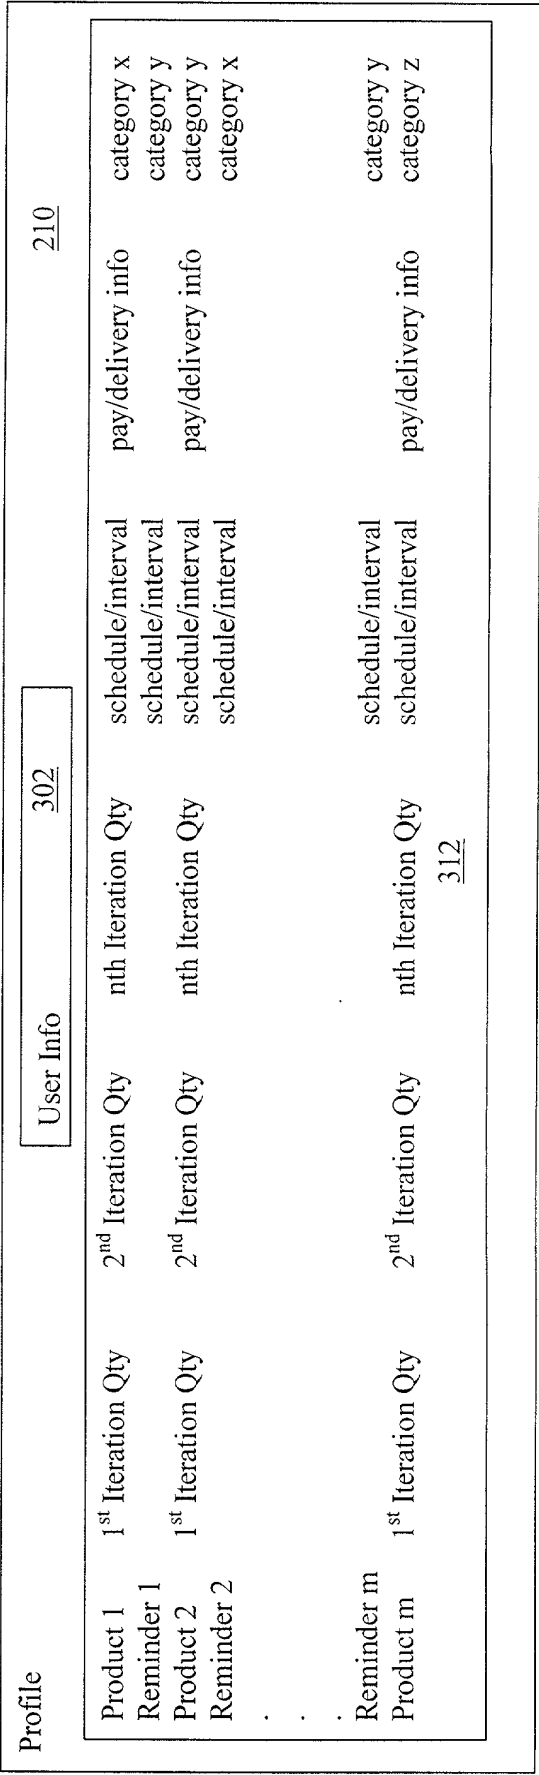 Profile 210
User Info 302
Product 1 1st Iteration Qty 2nd Iteration Qty nth Iteration Qty schedule/interval pay/delivery info category x
Reminder 1 schedule/interval category y
Product 2 1st Iteration Qty 2nd Iteration Qty nth Iteration Qty schedule/interval pay/delivery info category y
Reminder 2 schedule/interval category x
.
.
.
Reminder m schedule/interval category y
Product m 1st Iteration Qty 2nd Iteration Qty nth Iteration Qty schedule/interval pay/delivery info category z
312